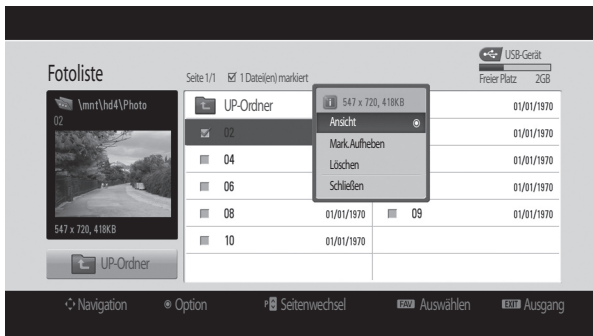 USB-Gerät
Fotoliste
Seite 1/1 ☑ 1 Datei(en) markiert
Freier Platz 2GB
\mnt\hd4\Photo
02
547 x 720, 418KB
UP-Ordner
UP-Ordner
01/01/1970
02
01/01/1970
04
01/01/1970
06
01/01/1970
08 01/01/1970 09 01/01/1970
10 01/01/1970
547 x 720, 418KB
Ansicht
Mark.Aufheben
Löschen
Schließen
Navigation Option P Seitenwechsel FAV Auswählen EXIT Ausgang